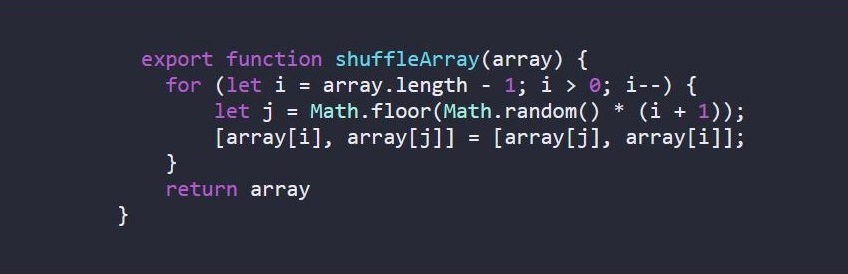 export function shuffleArray(array) {
for (let i = array.length - 1; i > 0; i--) {
let j = Math.floor(Math.random() * (i + 1));
[array[i], array[j]] = [array[j], array[i]];
}
return array
}